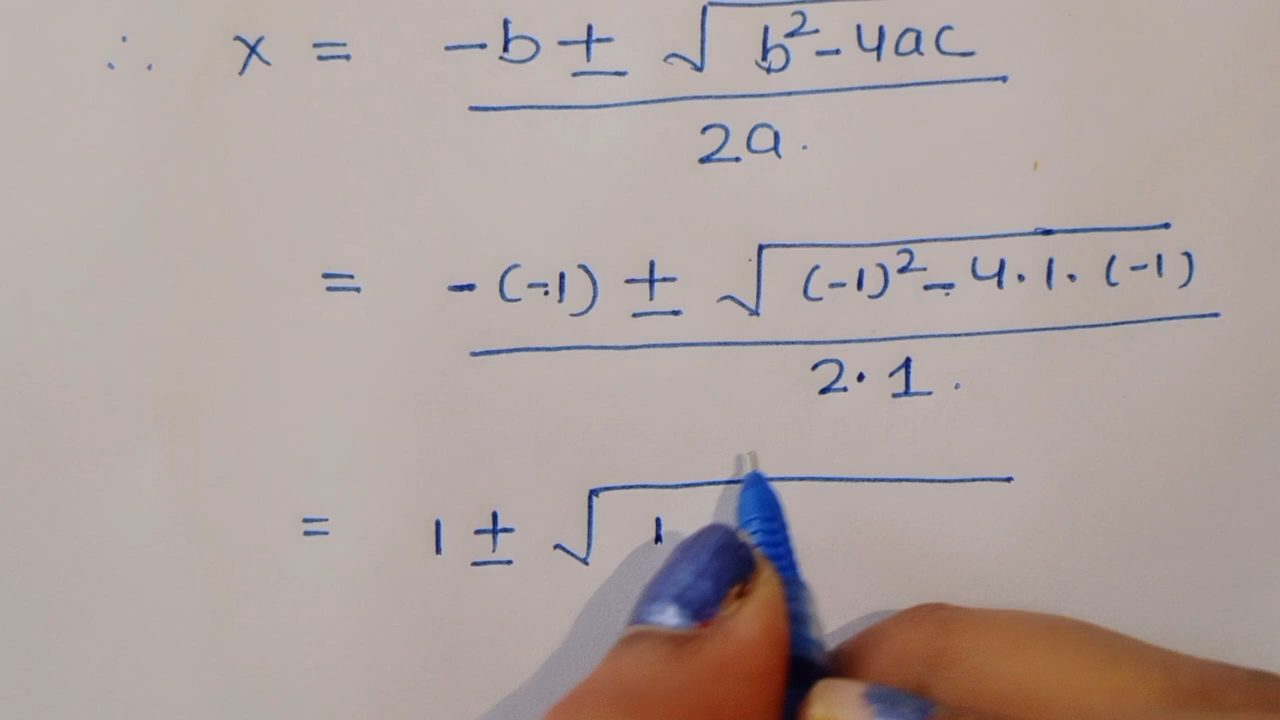 ∴ x = -b ± √b²-4ac
2a.
= -(-1) ± √(-1)²-4·1·(-1)
2·1.
= 1 ± √1